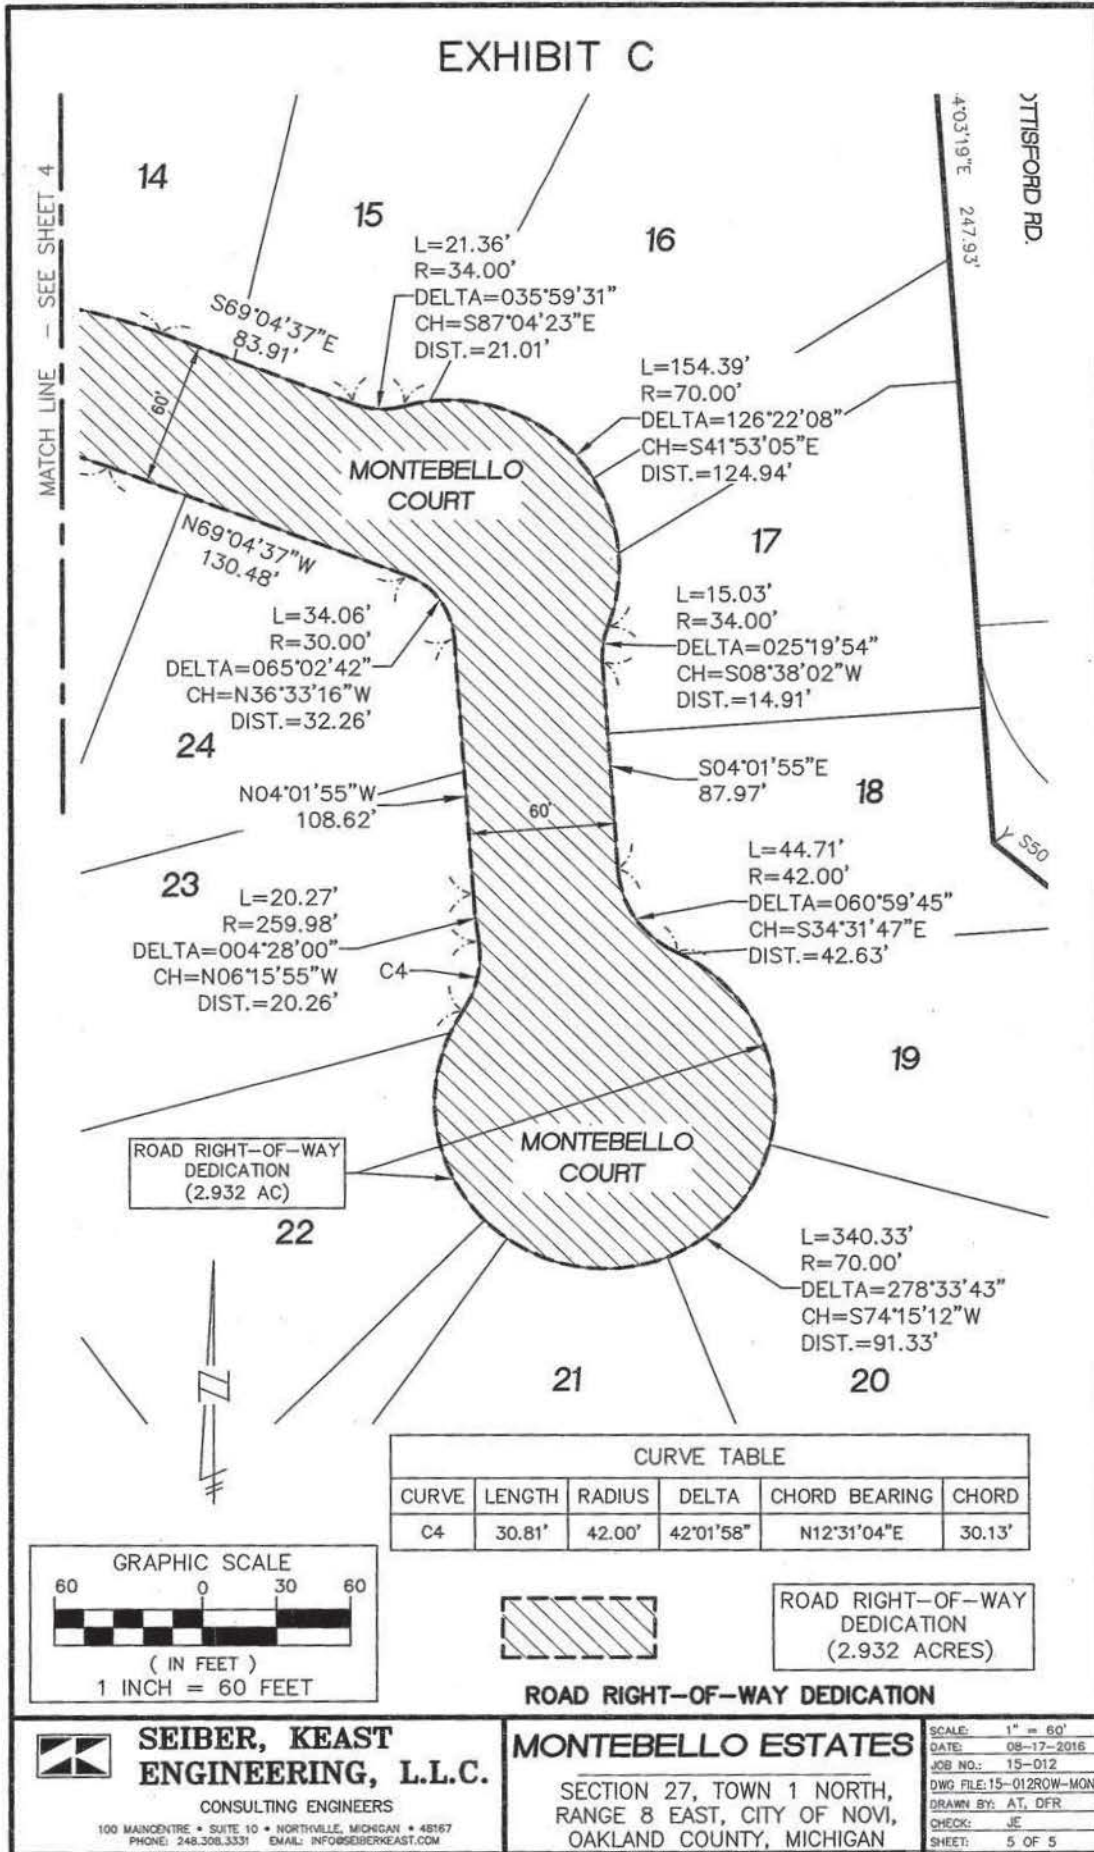 EXHIBIT C
MATCH LINE - SEE SHEET 4
14
15
16
4°03'19"E 247.93'
OTTISFORD RD.
L=21.36'
R=34.00'
DELTA=035°59'31"
CH=S87°04'23"E
DIST.=21.01'
S69°04'37"E
83.91'
60'
L=154.39'
R=70.00'
DELTA=126°22'08"
CH=S41°53'05"E
DIST.=124.94'
MONTEBELLO
COURT
N69°04'37"W
130.48'
17
L=15.03'
R=34.00'
DELTA=025°19'54"
CH=S08°38'02"W
DIST.=14.91'
L=34.06'
R=30.00'
DELTA=065°02'42"
CH=N36°33'16"W
DIST.=32.26'
24
N04°01'55"W
108.62'
S04°01'55"E
87.97'
18
60'
S50
23
L=44.71'
R=42.00'
DELTA=060°59'45"
CH=S34°31'47"E
DIST.=42.63'
L=20.27'
R=259.98'
DELTA=004°28'00"
CH=N06°15'55"W
DIST.=20.26'
C4
19
ROAD RIGHT-OF-WAY
DEDICATION
(2.932 AC)
MONTEBELLO
COURT
22
L=340.33'
R=70.00'
DELTA=278°33'43"
CH=S74°15'12"W
DIST.=91.33'
21
20
CURVE TABLE
CURVE LENGTH RADIUS DELTA CHORD BEARING CHORD
C4 30.81' 42.00' 42°01'58" N12°31'04"E 30.13'
GRAPHIC SCALE
60 0 30 60
( IN FEET )
1 INCH = 60 FEET
ROAD RIGHT-OF-WAY
DEDICATION
(2.932 ACRES)
ROAD RIGHT-OF-WAY DEDICATION
SEIBER, KEAST
ENGINEERING, L.L.C.
CONSULTING ENGINEERS
100 MAINCENTRE • SUITE 10 • NORTHVILLE, MICHIGAN • 48167
PHONE: 248.308.3331 EMAIL: INFO@SEIBERKEAST.COM
MONTEBELLO ESTATES
SECTION 27, TOWN 1 NORTH,
RANGE 8 EAST, CITY OF NOVI,
OAKLAND COUNTY, MICHIGAN
SCALE: 1" = 60'
DATE: 08-17-2016
JOB NO.: 15-012
DWG FILE: 15-012ROW-MON
DRAWN BY: AT, DFR
CHECK: JE
SHEET: 5 OF 5